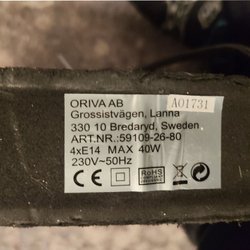 ORIVA AB
Grossistvägen, Lanna
330 10 Bredaryd, Sweden
ART.NR.:59109-26-80
4xE14 MAX 40W
230V~50Hz
A01731
CE
RoHS